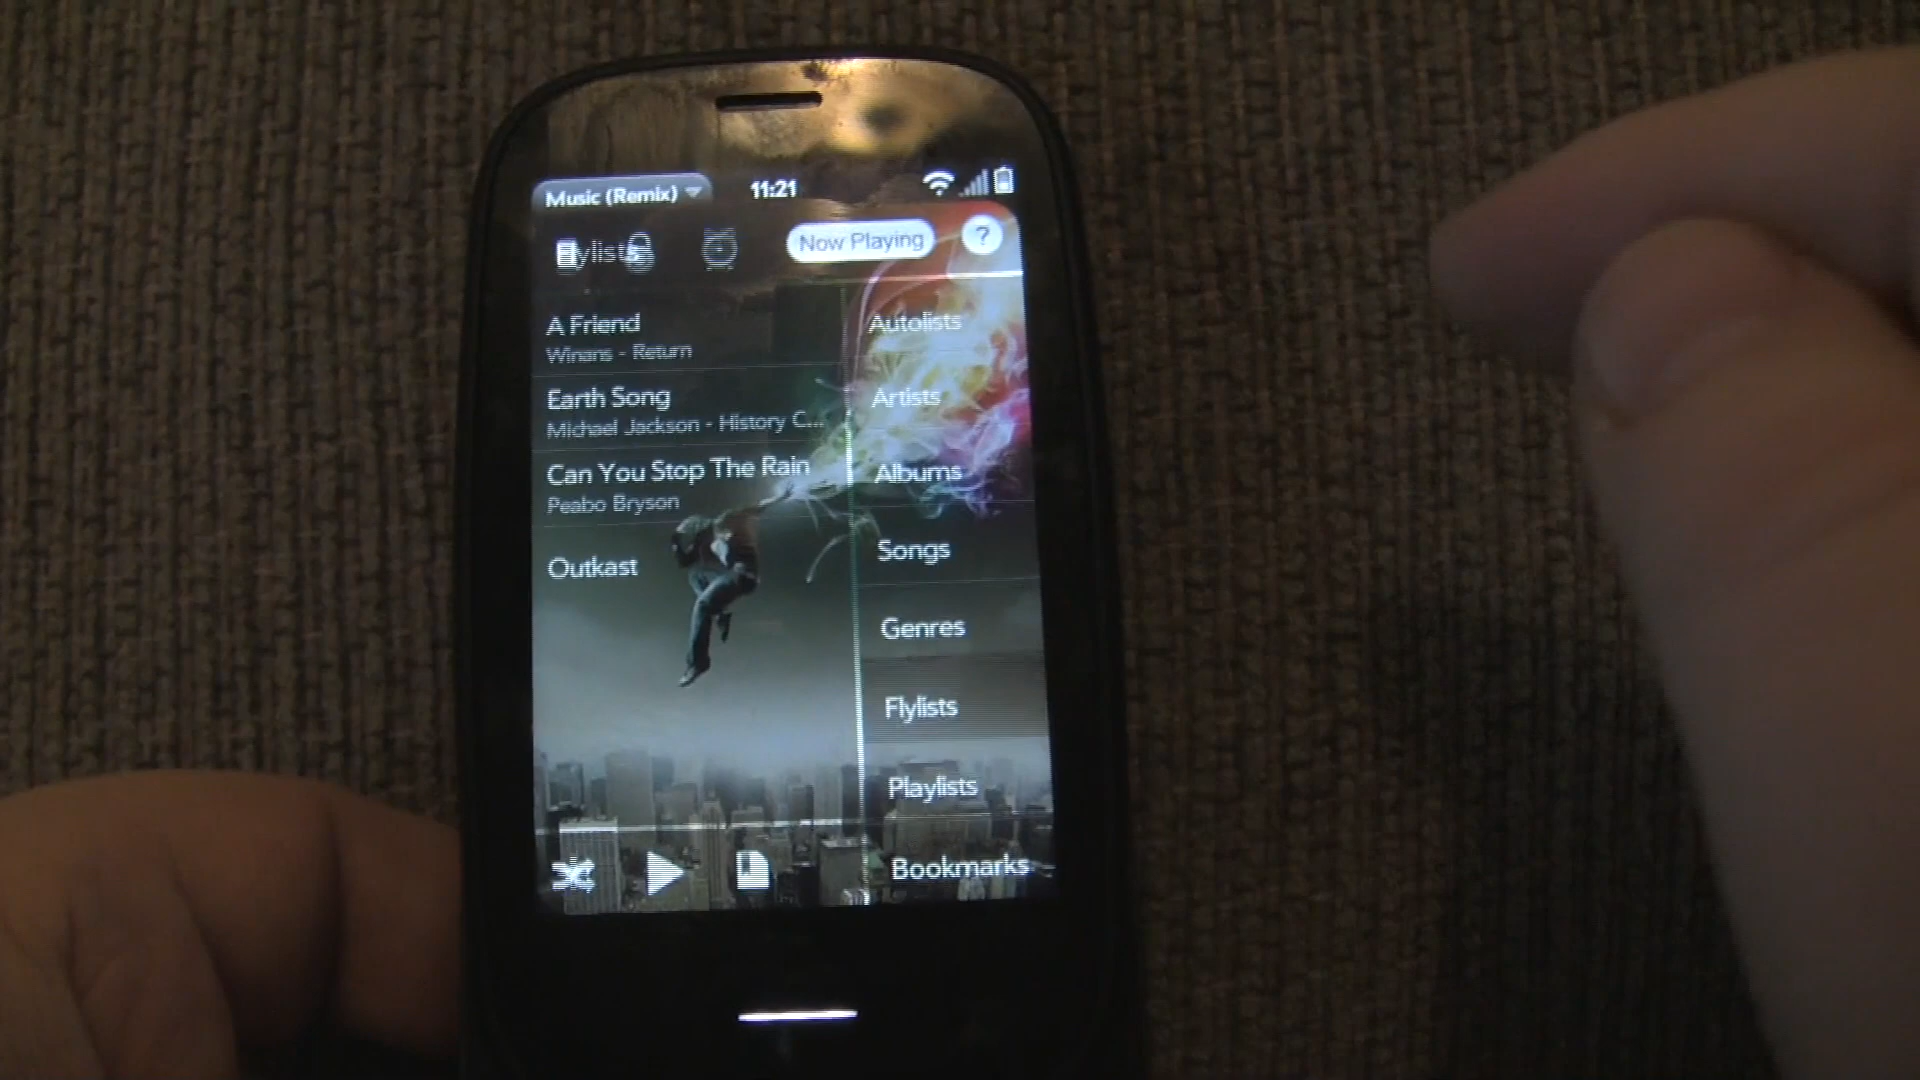 Music (Remix) 11:21
Now Playing ?
A Friend
Winans - Return
Earth Song
Michael Jackson - History C...
Can You Stop The Rain
Peabo Bryson
Outkast
Autolists
Artists
Albums
Songs
Genres
Flylists
Playlists
Bookmarks